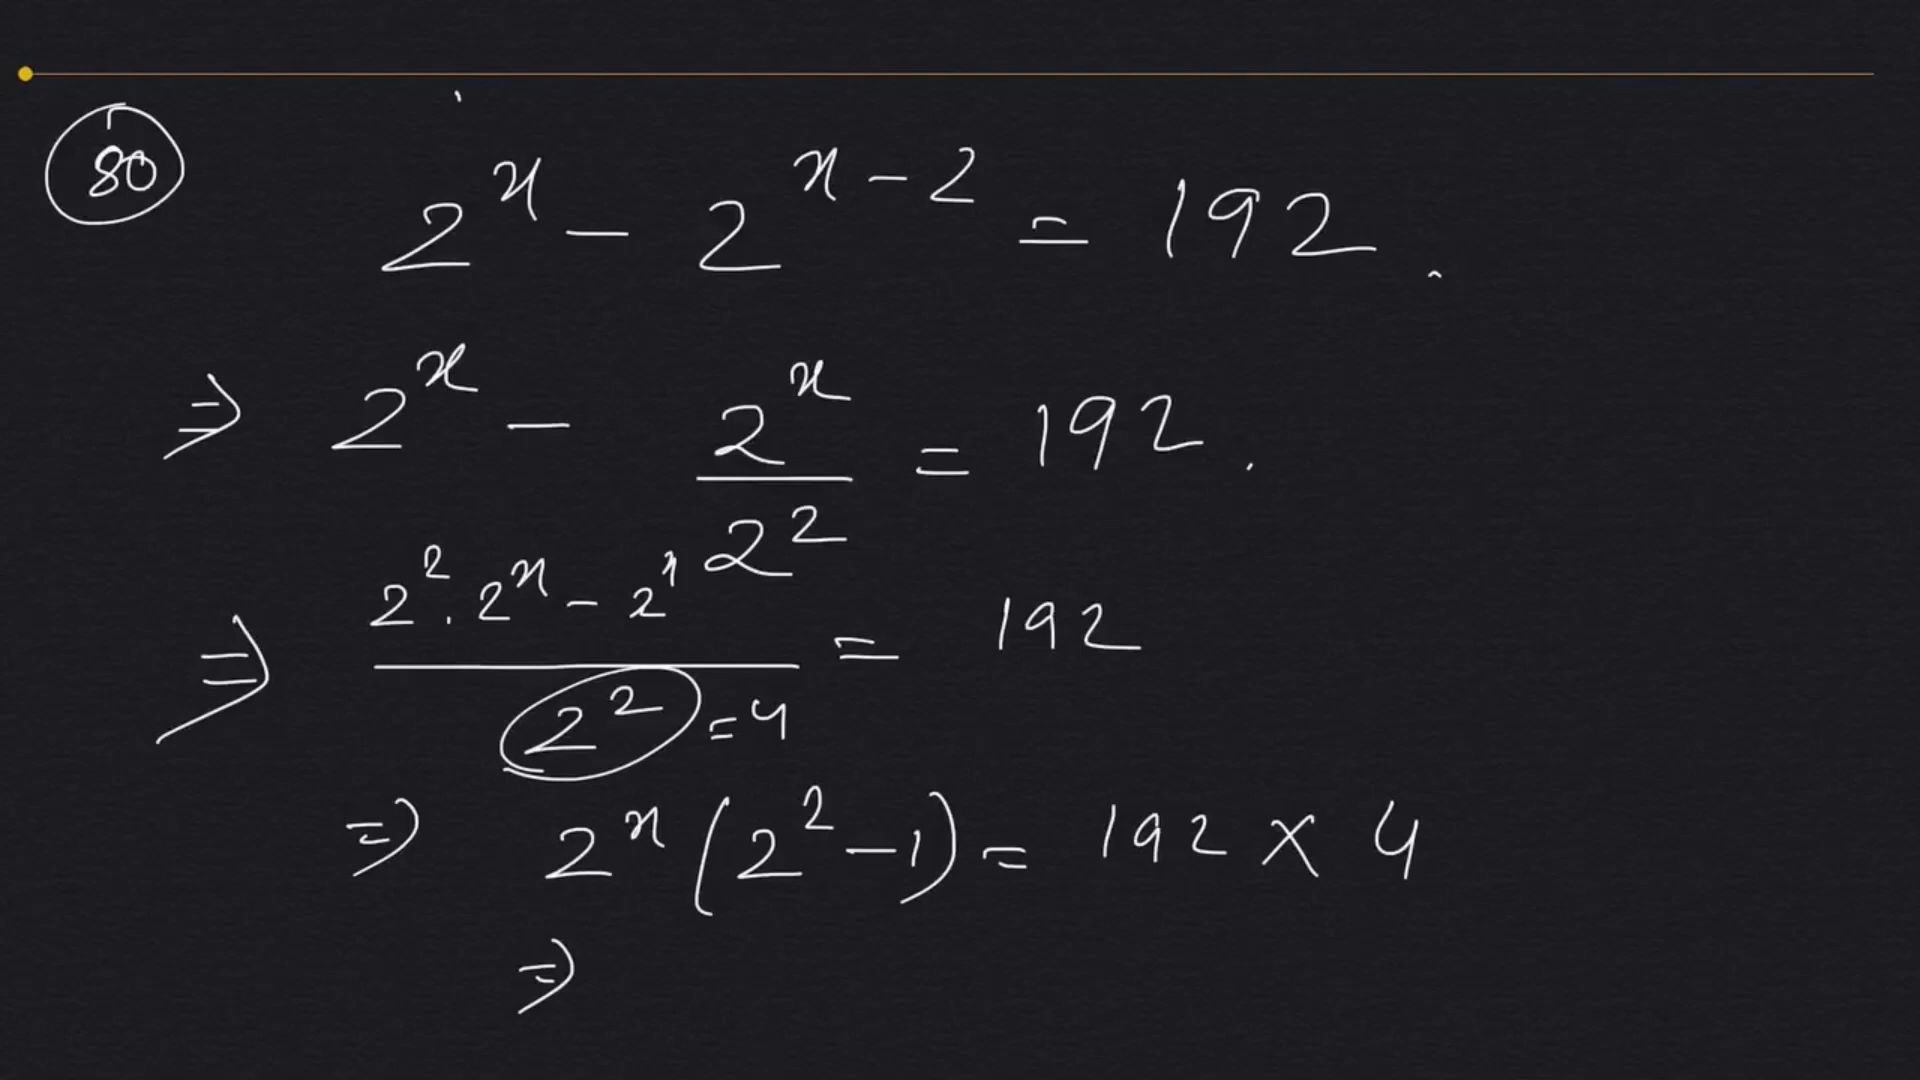 80
2^x - 2^{x-2} = 192.
⇒ 2^x - 2^x/2^2 = 192.
⇒ (2^2 . 2^x - 2^x)/2^2 = 192
= 4
⇒ 2^x (2^2 - 1) = 192 × 4
⇒